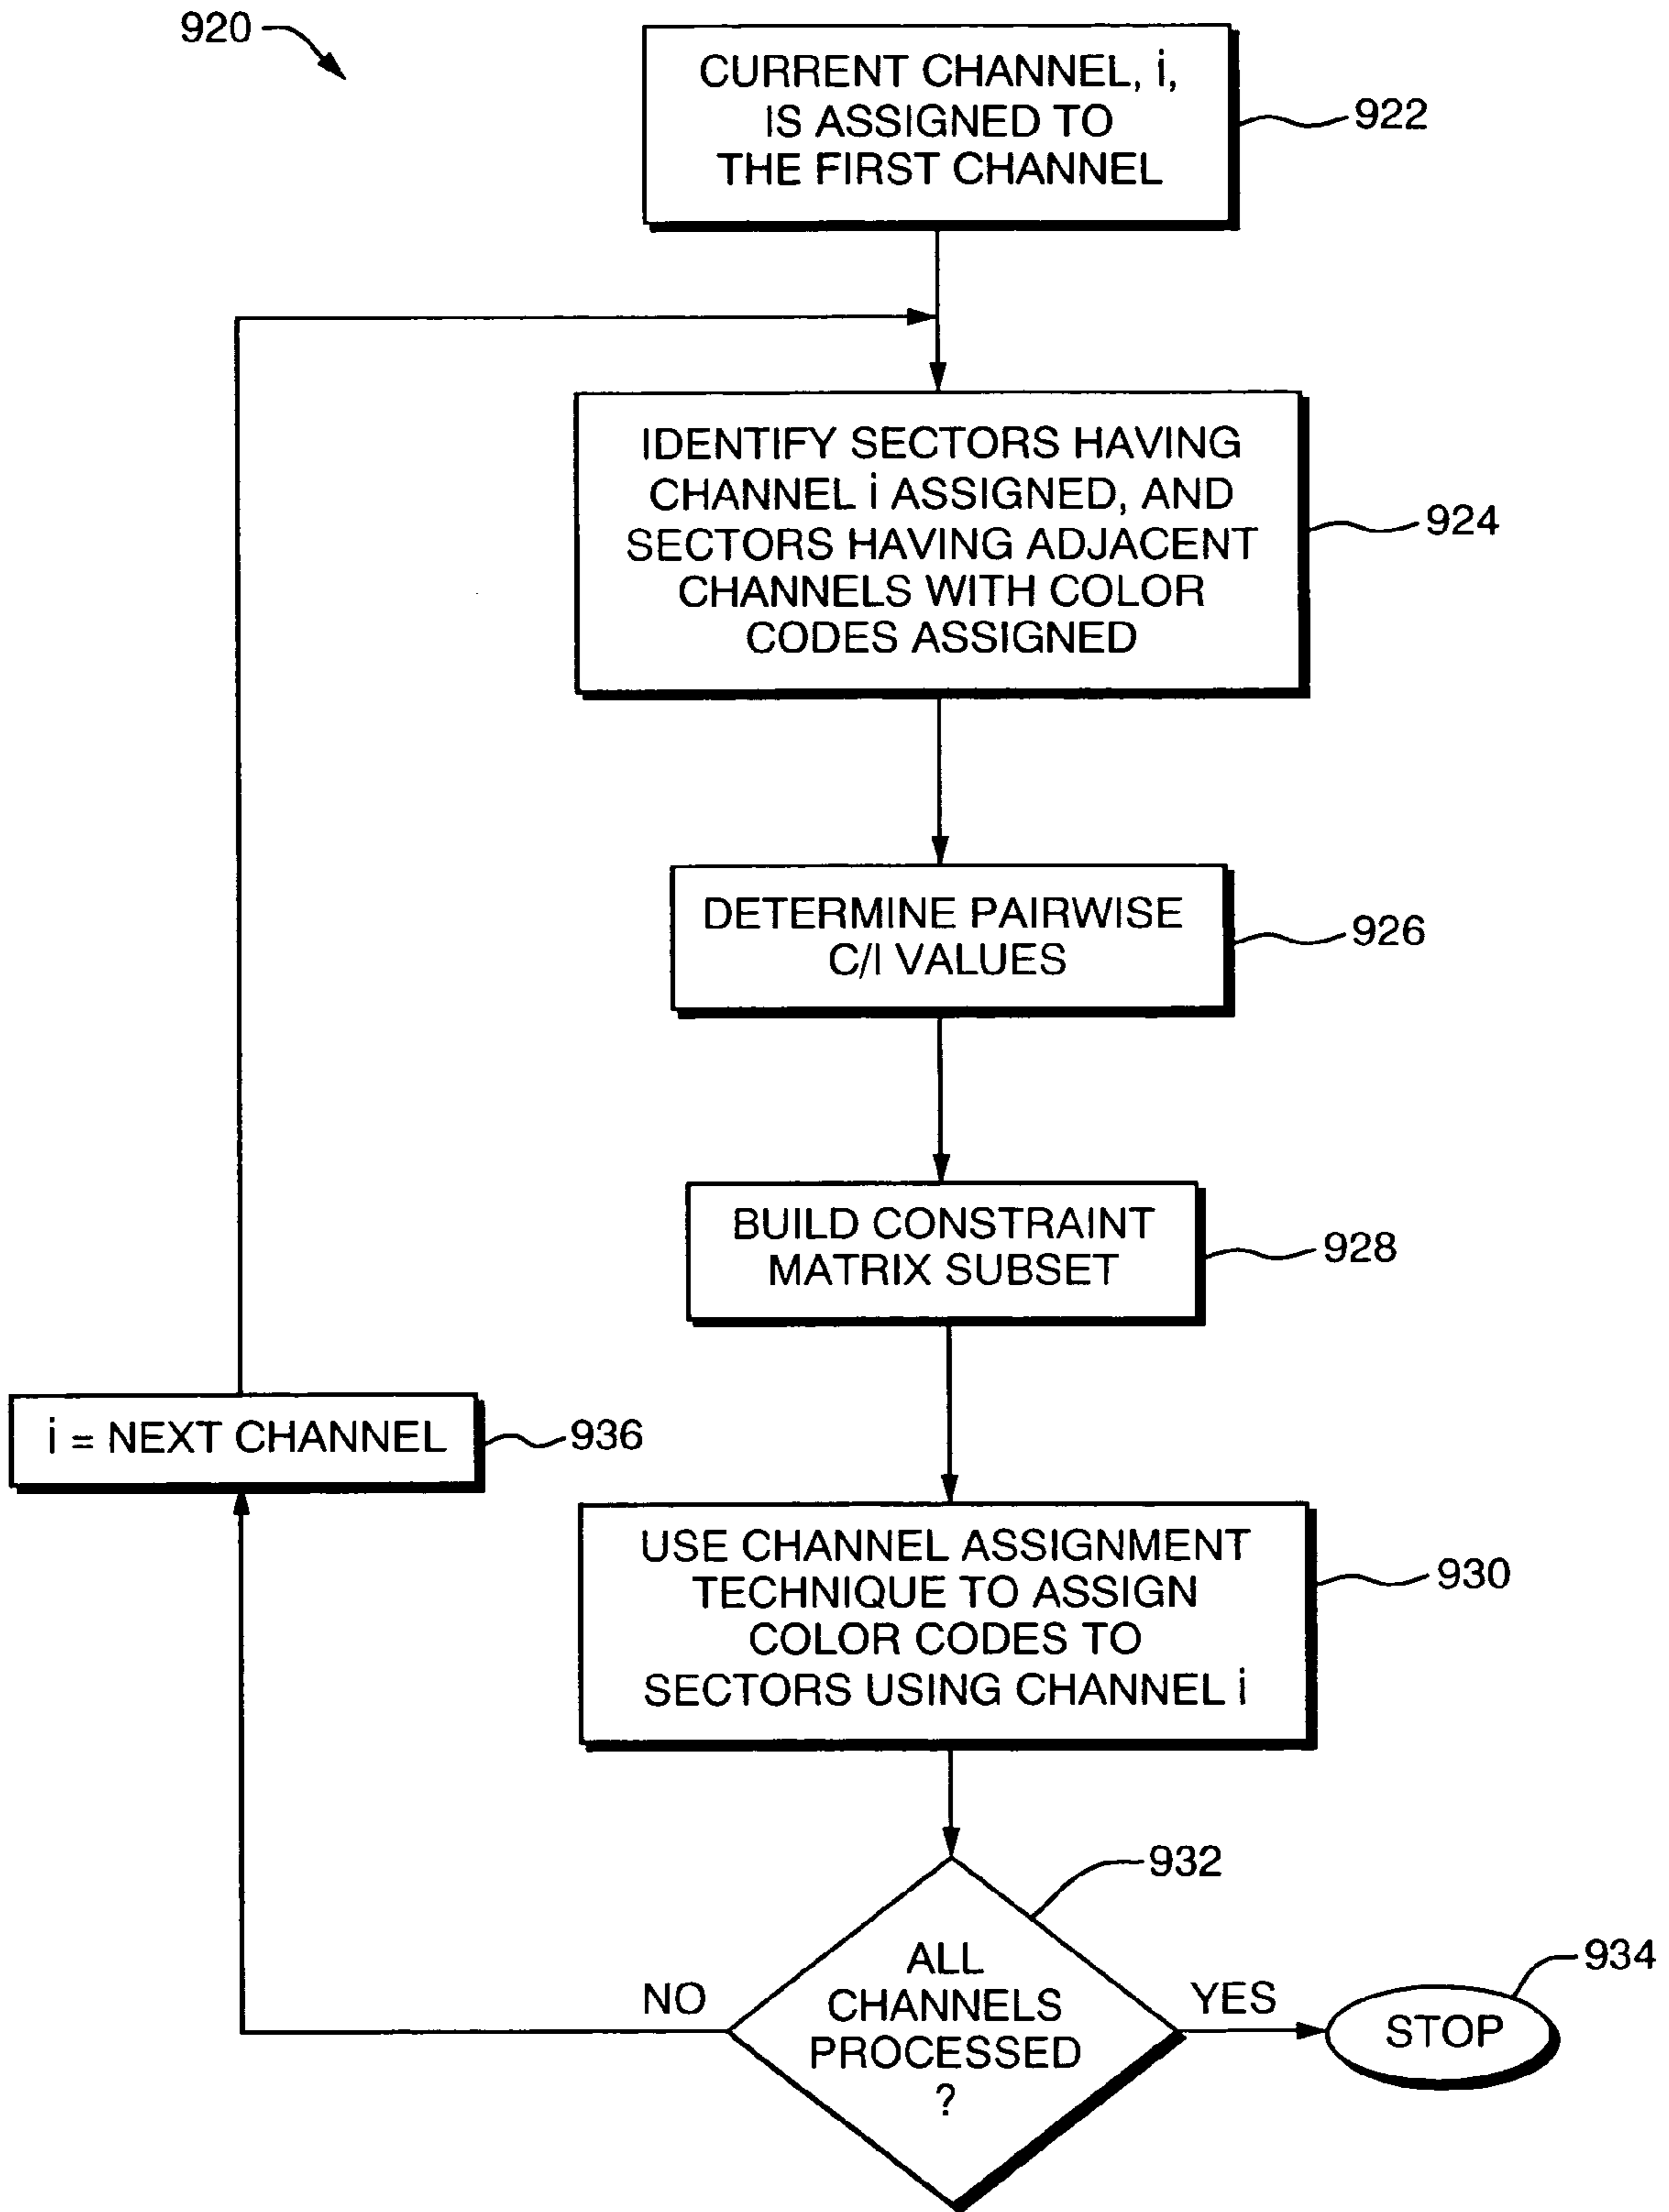 920
CURRENT CHANNEL, i,
IS ASSIGNED TO
THE FIRST CHANNEL
922
IDENTIFY SECTORS HAVING
CHANNEL i ASSIGNED, AND
SECTORS HAVING ADJACENT
CHANNELS WITH COLOR
CODES ASSIGNED
924
DETERMINE PAIRWISE
C/I VALUES
926
BUILD CONSTRAINT
MATRIX SUBSET
928
i = NEXT CHANNEL
936
USE CHANNEL ASSIGNMENT
TECHNIQUE TO ASSIGN
COLOR CODES TO
SECTORS USING CHANNEL i
930
932
ALL
CHANNELS
PROCESSED
?
NO
YES
934
STOP